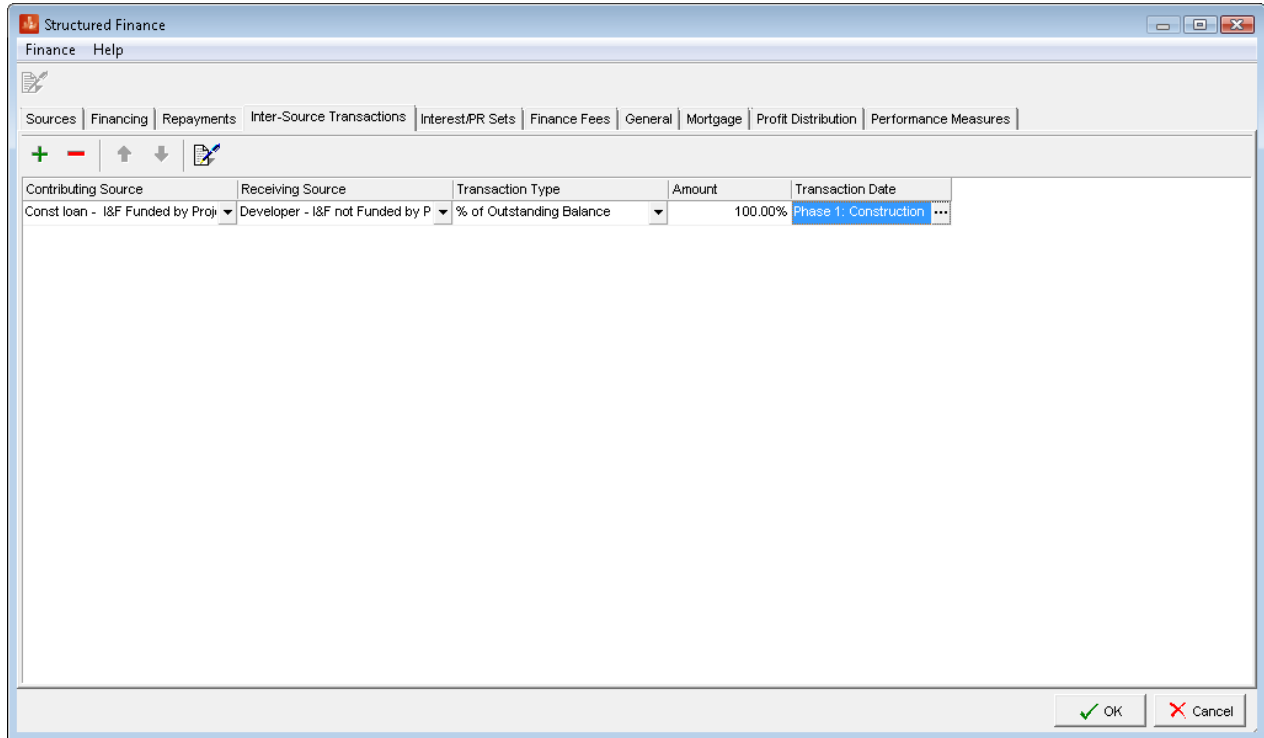 Structured Finance
Finance Help
Sources Financing Repayments Inter-Source Transactions Interest/PR Sets Finance Fees General Mortgage Profit Distribution Performance Measures
Contributing Source Receiving Source Transaction Type Amount Transaction Date
Const loan - I&F Funded by Proj Developer - I&F not Funded by P % of Outstanding Balance 100.00% Phase 1: Construction ...
OK Cancel